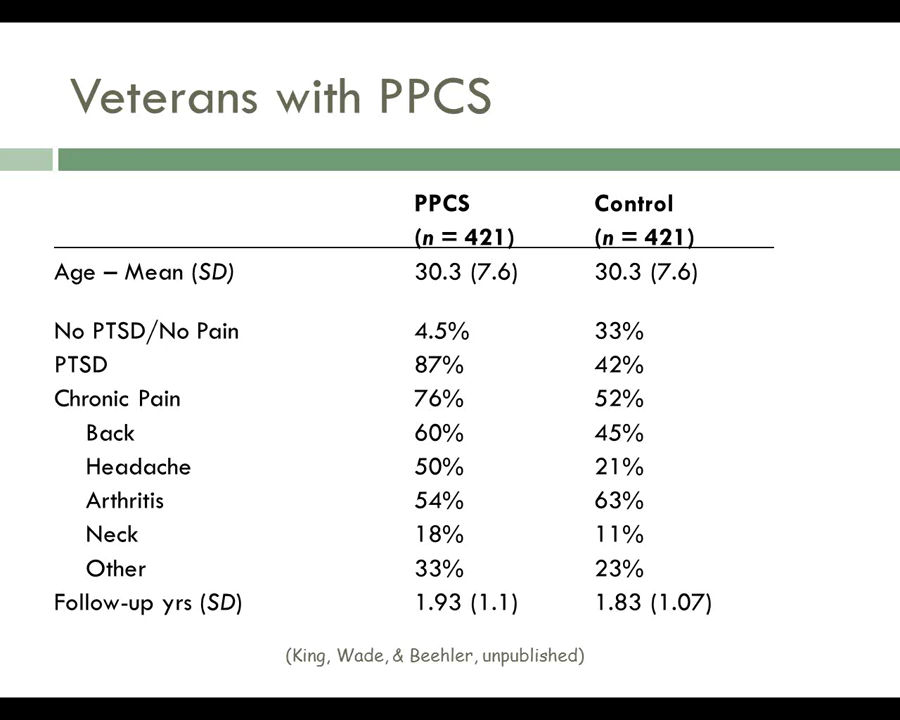 Veterans with PPCS
PPCS Control
(n = 421) (n = 421)
Age – Mean (SD) 30.3 (7.6) 30.3 (7.6)
No PTSD/No Pain 4.5% 33%
PTSD 87% 42%
Chronic Pain 76% 52%
Back 60% 45%
Headache 50% 21%
Arthritis 54% 63%
Neck 18% 11%
Other 33% 23%
Follow-up yrs (SD) 1.93 (1.1) 1.83 (1.07)
(King, Wade, & Beehler, unpublished)